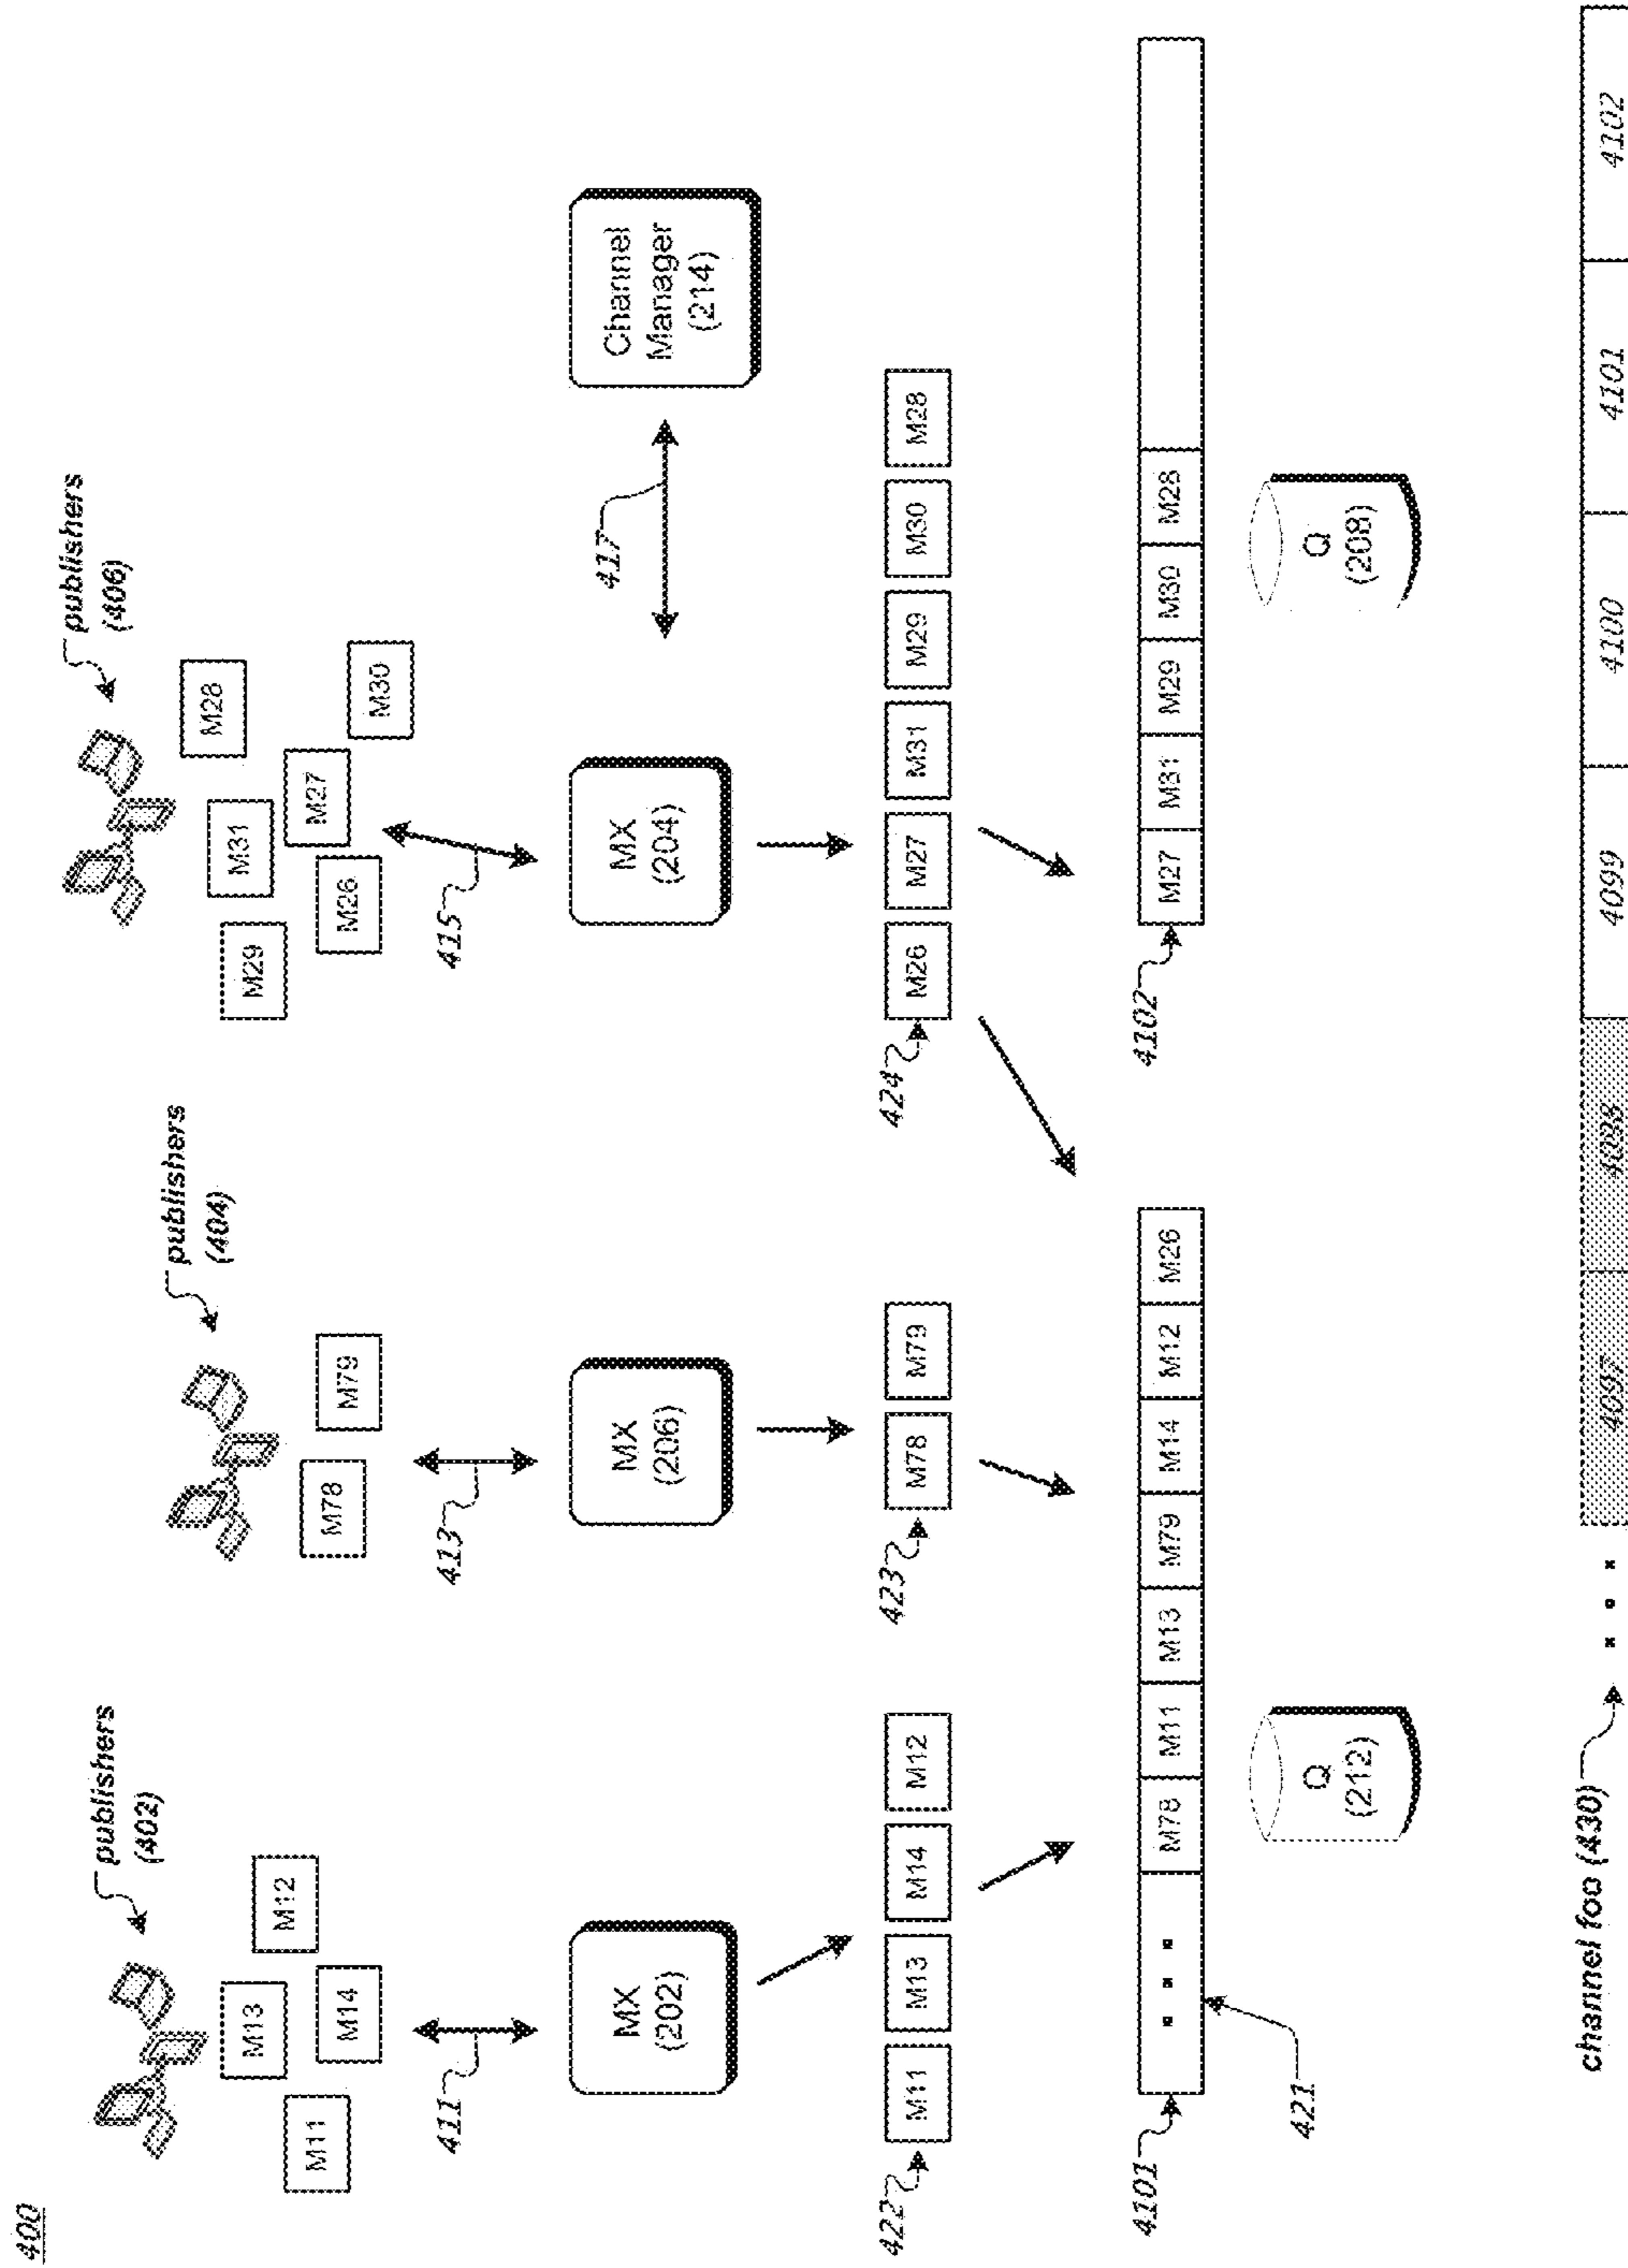 400
publishers
(402)
publishers
(404)
publishers
(406)
M11
M13
M14
M12
M78
M79
M29
M26
M31
M27
M28
M30
411
413
415
MX
(202)
MX
(206)
MX
(204)
417
Channel
Manager
(214)
422
M11
M13
M14
M12
423
M78
M79
424
M26
M27
M31
M29
M30
M28
4101
M78
M11
M13
M79
M14
M12
M26
4102
M27
M31
M29
M30
M28
421
Q
(212)
Q
(208)
channel foo (430)
4097
4098
4099
4100
4101
4102